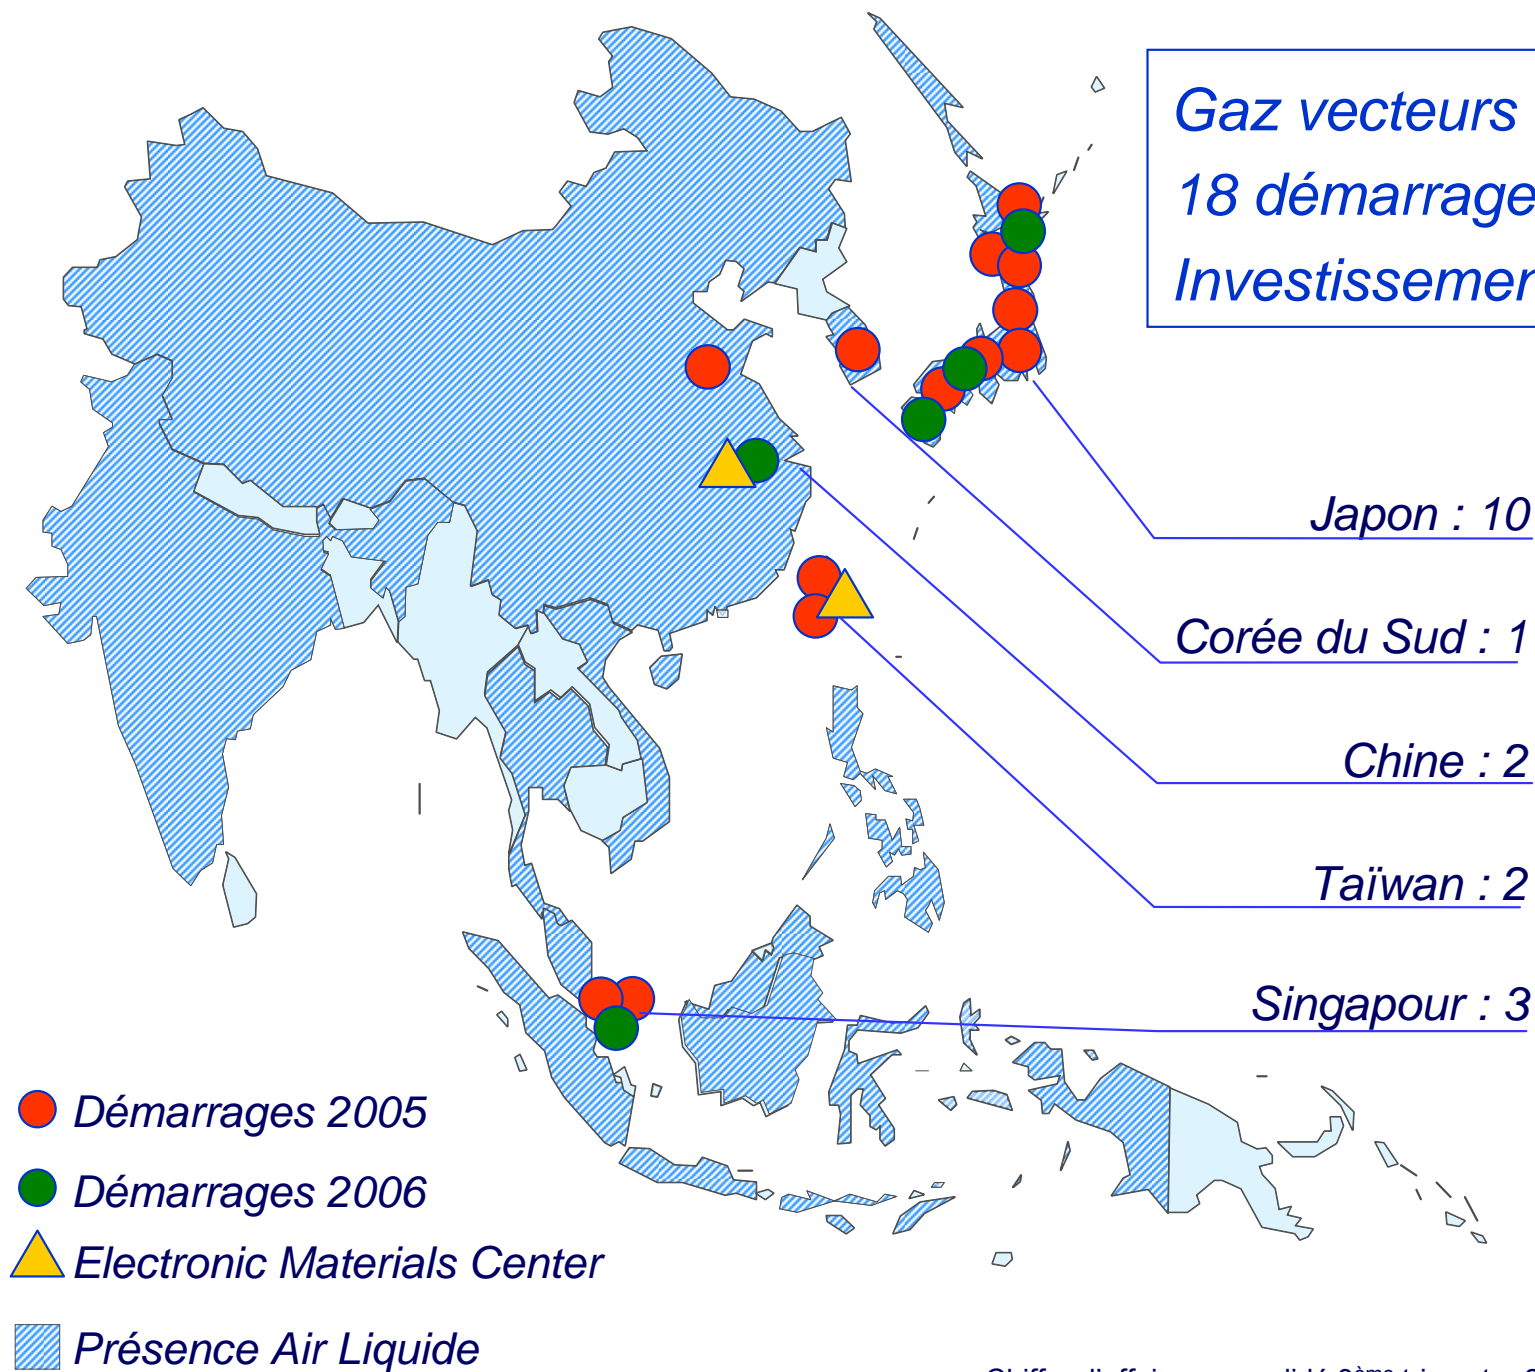 Gaz vecteurs
18 démarrage
Investissemen
Japon : 10
Corée du Sud : 1
Chine : 2
Taïwan : 2
Singapour : 3
Démarrages 2005
Démarrages 2006
Electronic Materials Center
Présence Air Liquide